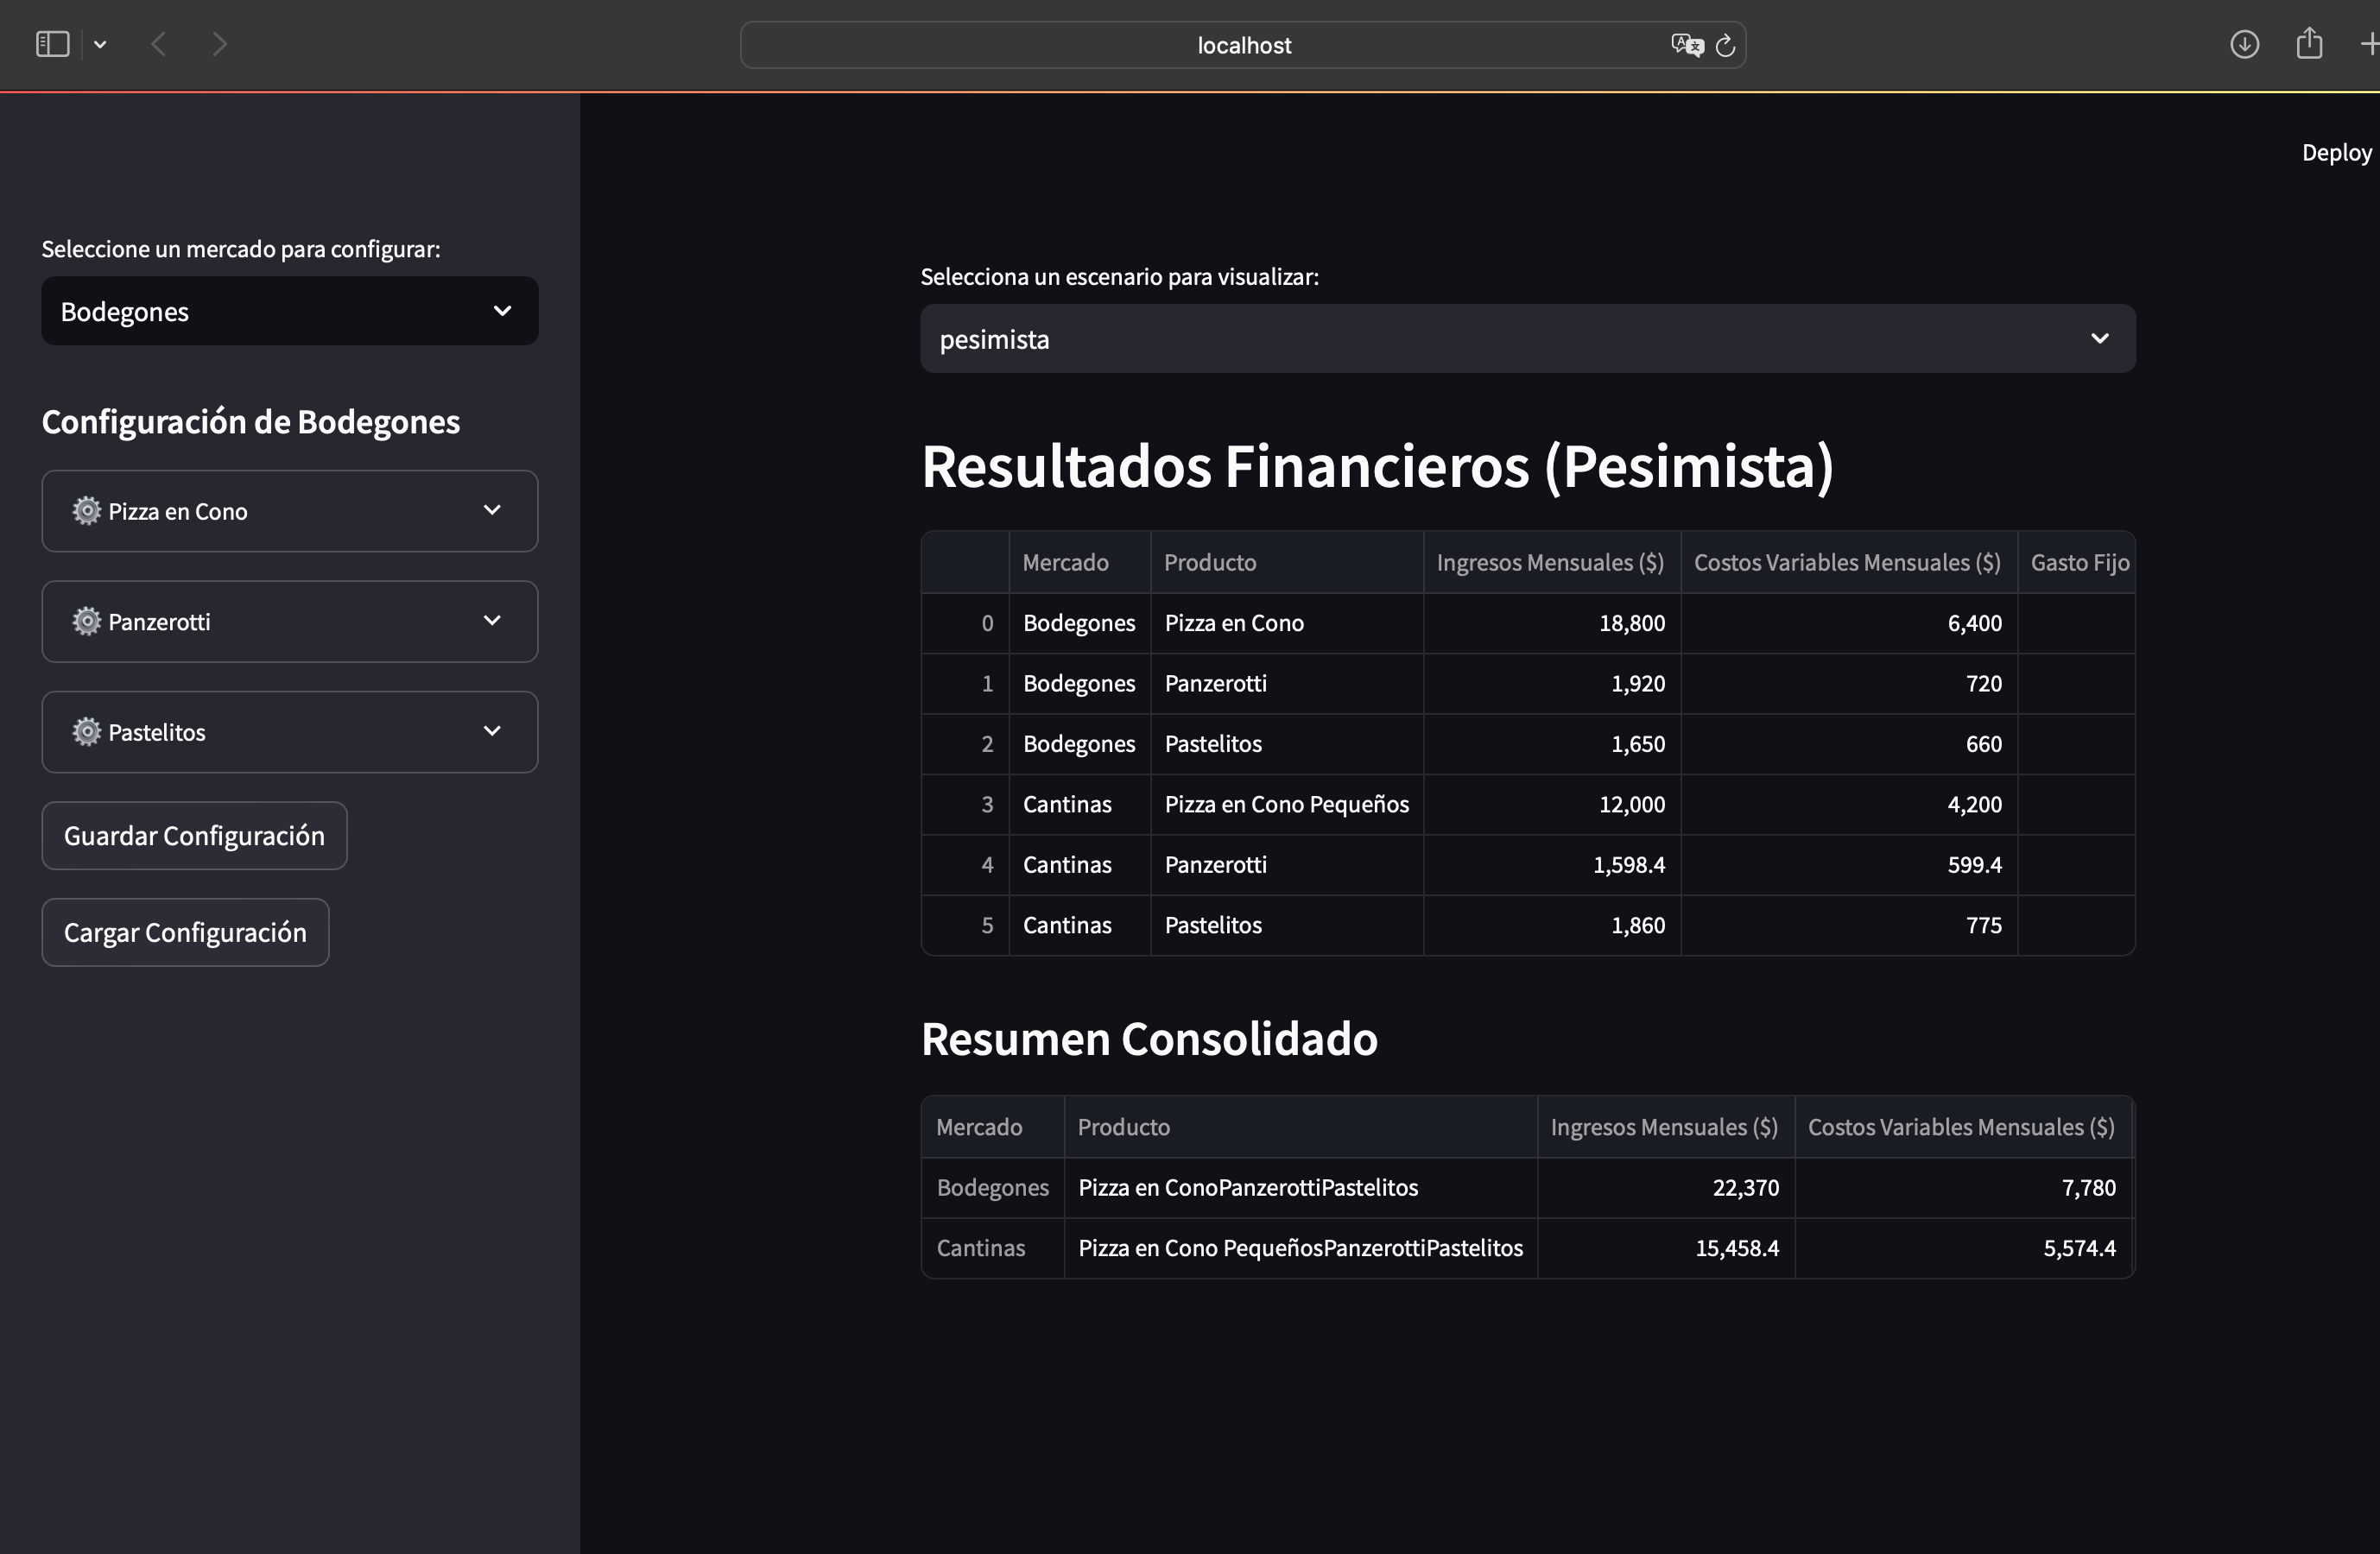 localhost
Deploy
Seleccione un mercado para configurar:
Bodegones
Configuración de Bodegones
Pizza en Cono
Panzerotti
Pastelitos
Guardar Configuración
Cargar Configuración
Selecciona un escenario para visualizar:
pesimista
Resultados Financieros (Pesimista)
Mercado Producto Ingresos Mensuales ($) Costos Variables Mensuales ($) Gasto Fijo
0 Bodegones Pizza en Cono 18,800 6,400
1 Bodegones Panzerotti 1,920 720
2 Bodegones Pastelitos 1,650 660
3 Cantinas Pizza en Cono Pequeños 12,000 4,200
4 Cantinas Panzerotti 1,598.4 599.4
5 Cantinas Pastelitos 1,860 775
Resumen Consolidado
Mercado Producto Ingresos Mensuales ($) Costos Variables Mensuales ($)
Bodegones Pizza en ConoPanzerottiPastelitos 22,370 7,780
Cantinas Pizza en Cono PequeñosPanzerottiPastelitos 15,458.4 5,574.4